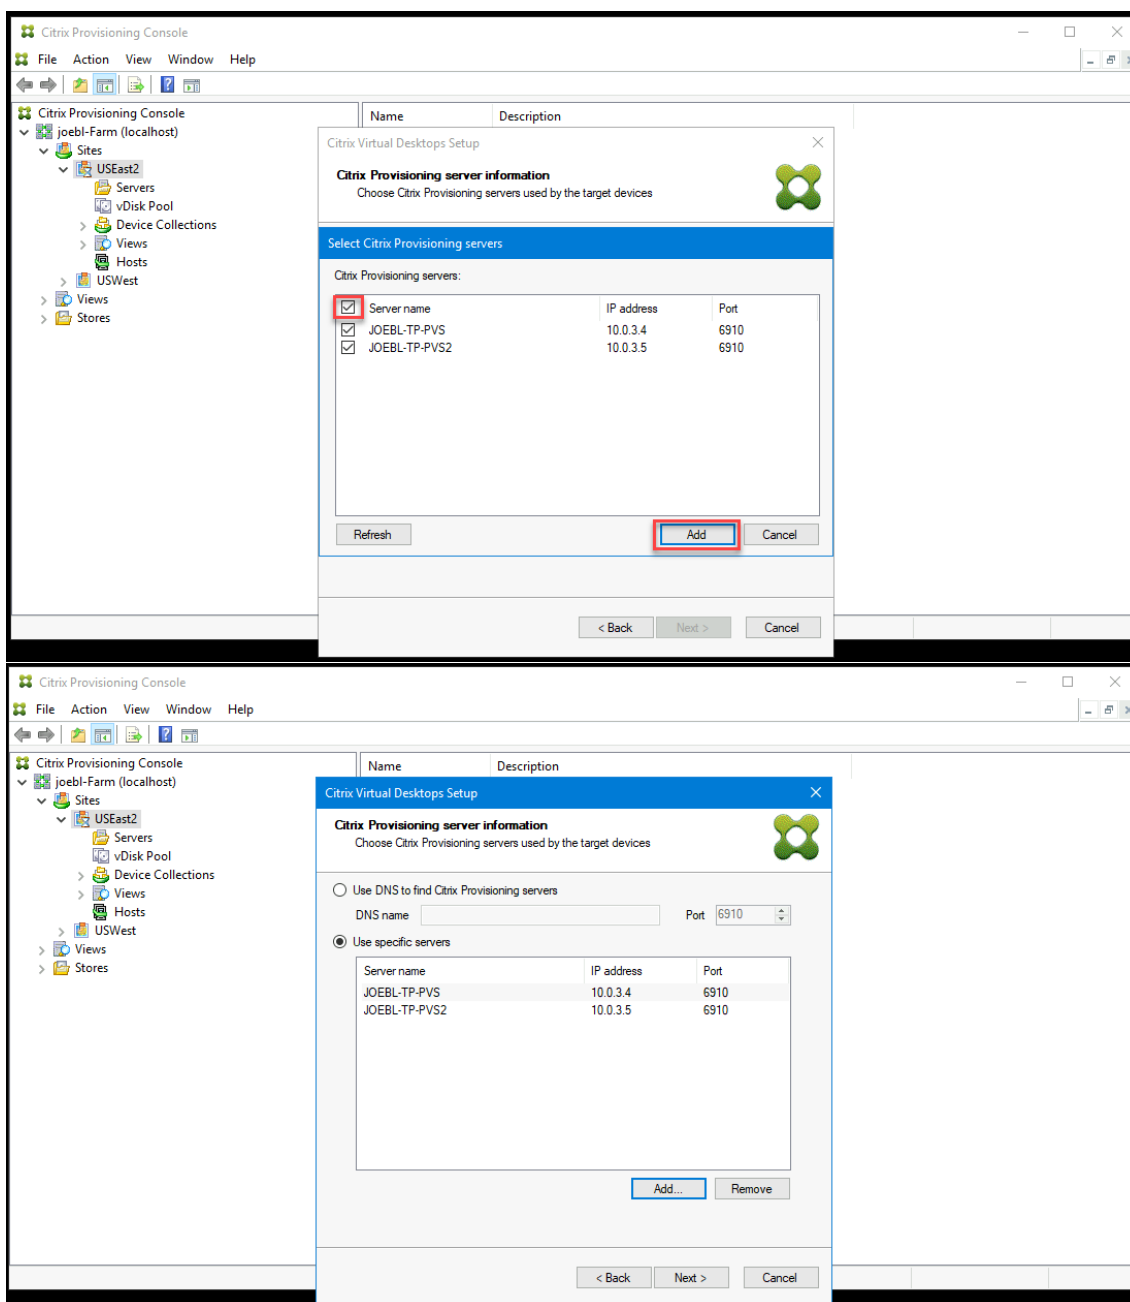 Citrix Provisioning Console
File Action View Window Help
Citrix Provisioning Console
joebl-Farm (localhost)
Sites
USEast2
Servers
vDisk Pool
Device Collections
Views
Hosts
USWest
Views
Stores
Name Description
Citrix Virtual Desktops Setup
Citrix Provisioning server information
Choose Citrix Provisioning servers used by the target devices
Select Citrix Provisioning servers
Citrix Provisioning servers:
Server name IP address Port
JOEBL-TP-PVS 10.0.3.4 6910
JOEBL-TP-PVS2 10.0.3.5 6910
Refresh Add Cancel
< Back Next > Cancel
Citrix Provisioning Console
File Action View Window Help
Citrix Provisioning Console
joebl-Farm (localhost)
Sites
USEast2
Servers
vDisk Pool
Device Collections
Views
Hosts
USWest
Views
Stores
Name Description
Citrix Virtual Desktops Setup
Citrix Provisioning server information
Choose Citrix Provisioning servers used by the target devices
Use DNS to find Citrix Provisioning servers
DNS name Port 6910
Use specific servers
Server name IP address Port
JOEBL-TP-PVS 10.0.3.4 6910
JOEBL-TP-PVS2 10.0.3.5 6910
Add... Remove
< Back Next > Cancel